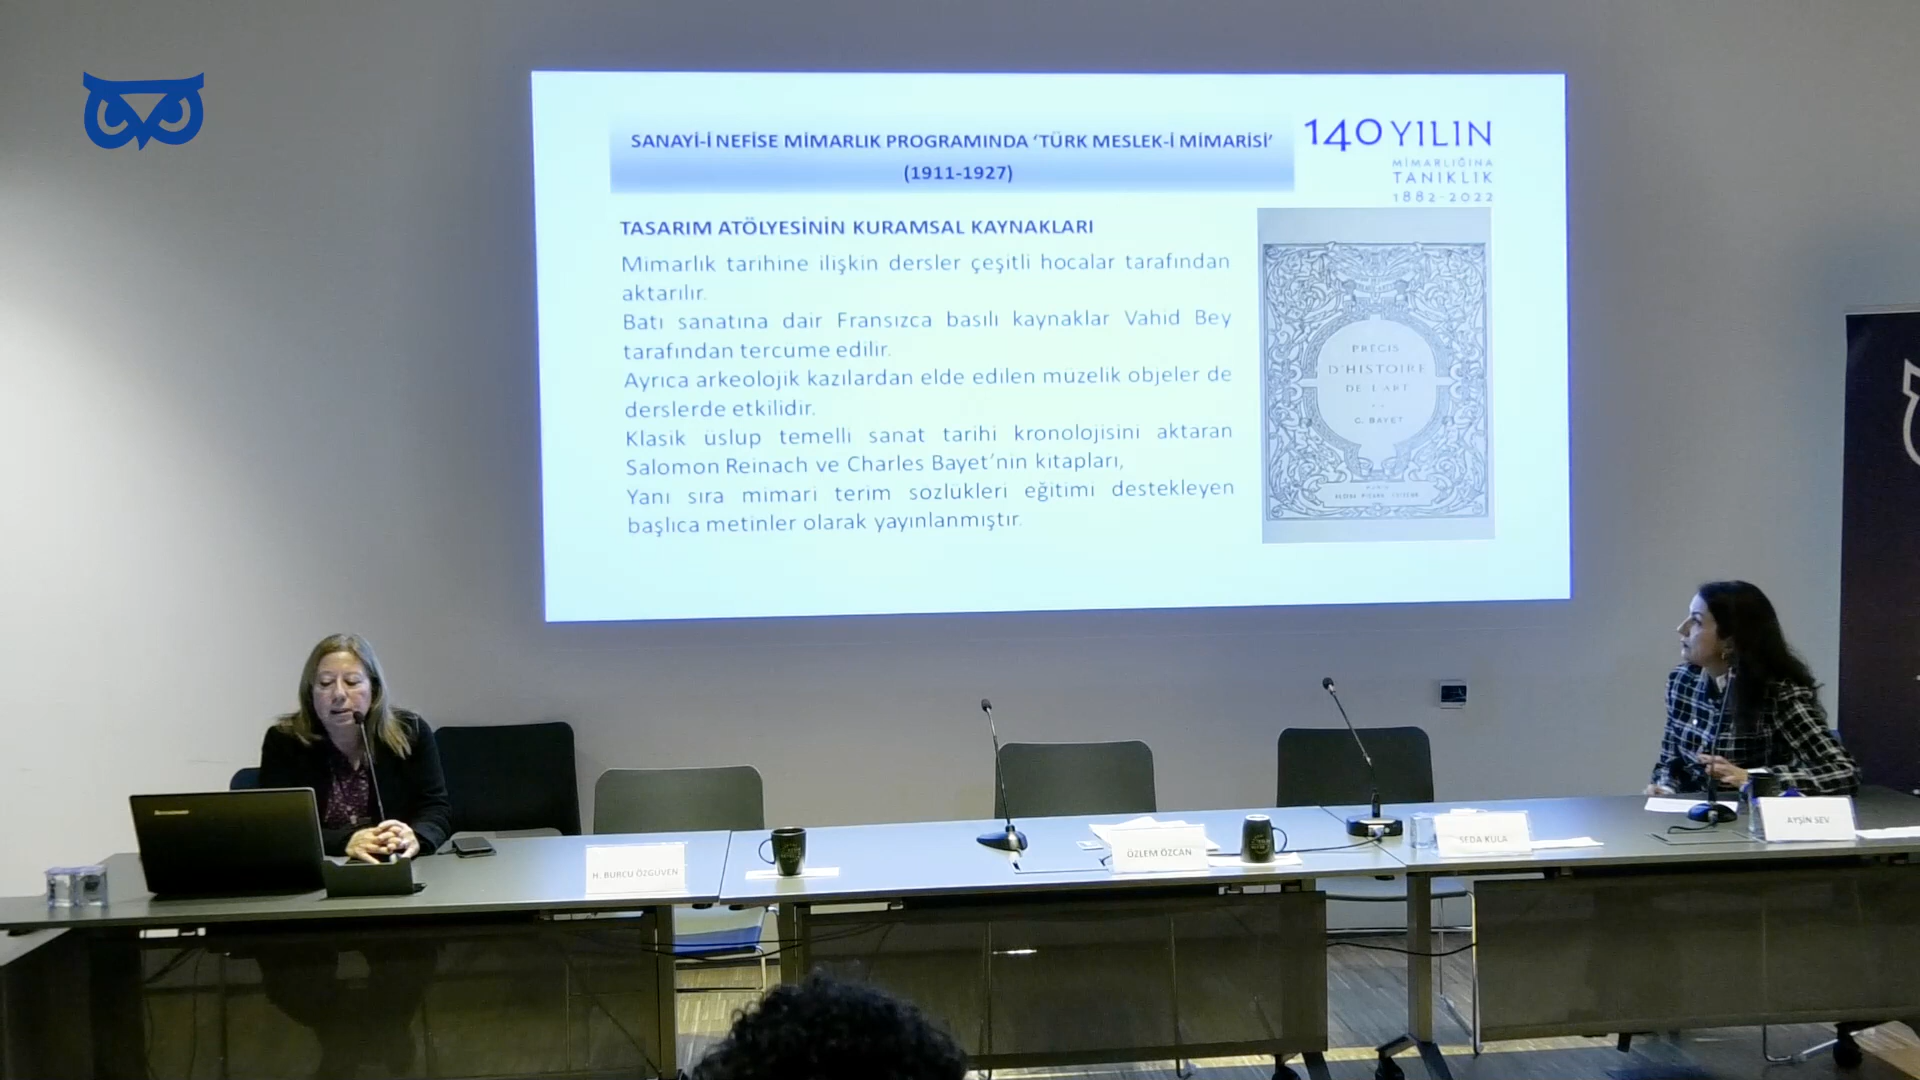 SANAYİ-İ NEFİSE MİMARLIK PROGRAMINDA ‘TÜRK MESLEK-İ MİMARİSİ’
(1911-1927)
140 YILIN
MİMARLIĞINA
TANIKLIK
1882-2022
TASARIM ATÖLYESİNİN KURAMSAL KAYNAKLARI
Mimarlık tarihine ilişkin dersler çeşitli hocalar tarafından
aktarılır.
Batı sanatına dair Fransızca basılı kaynaklar Vahid Bey
tarafından tercüme edilir.
Ayrıca arkeolojik kazılardan elde edilen müzelik objeler de
derslerde etkilidir.
Klasik üslup temelli sanat tarihi kronolojisini aktaran
Salomon Reinach ve Charles Bayet’nin kitapları,
Yanı sıra mimari terim sözlükleri eğitimi destekleyen
başlıca metinler olarak yayınlanmıştır.
PRÉCIS
D'HISTOIRE
DE L'ART
C. BAYET
H. BURCU ÖZGÜVEN
ÖZLEM ÖZCAN
SEDA KULA
AYŞİN SEV